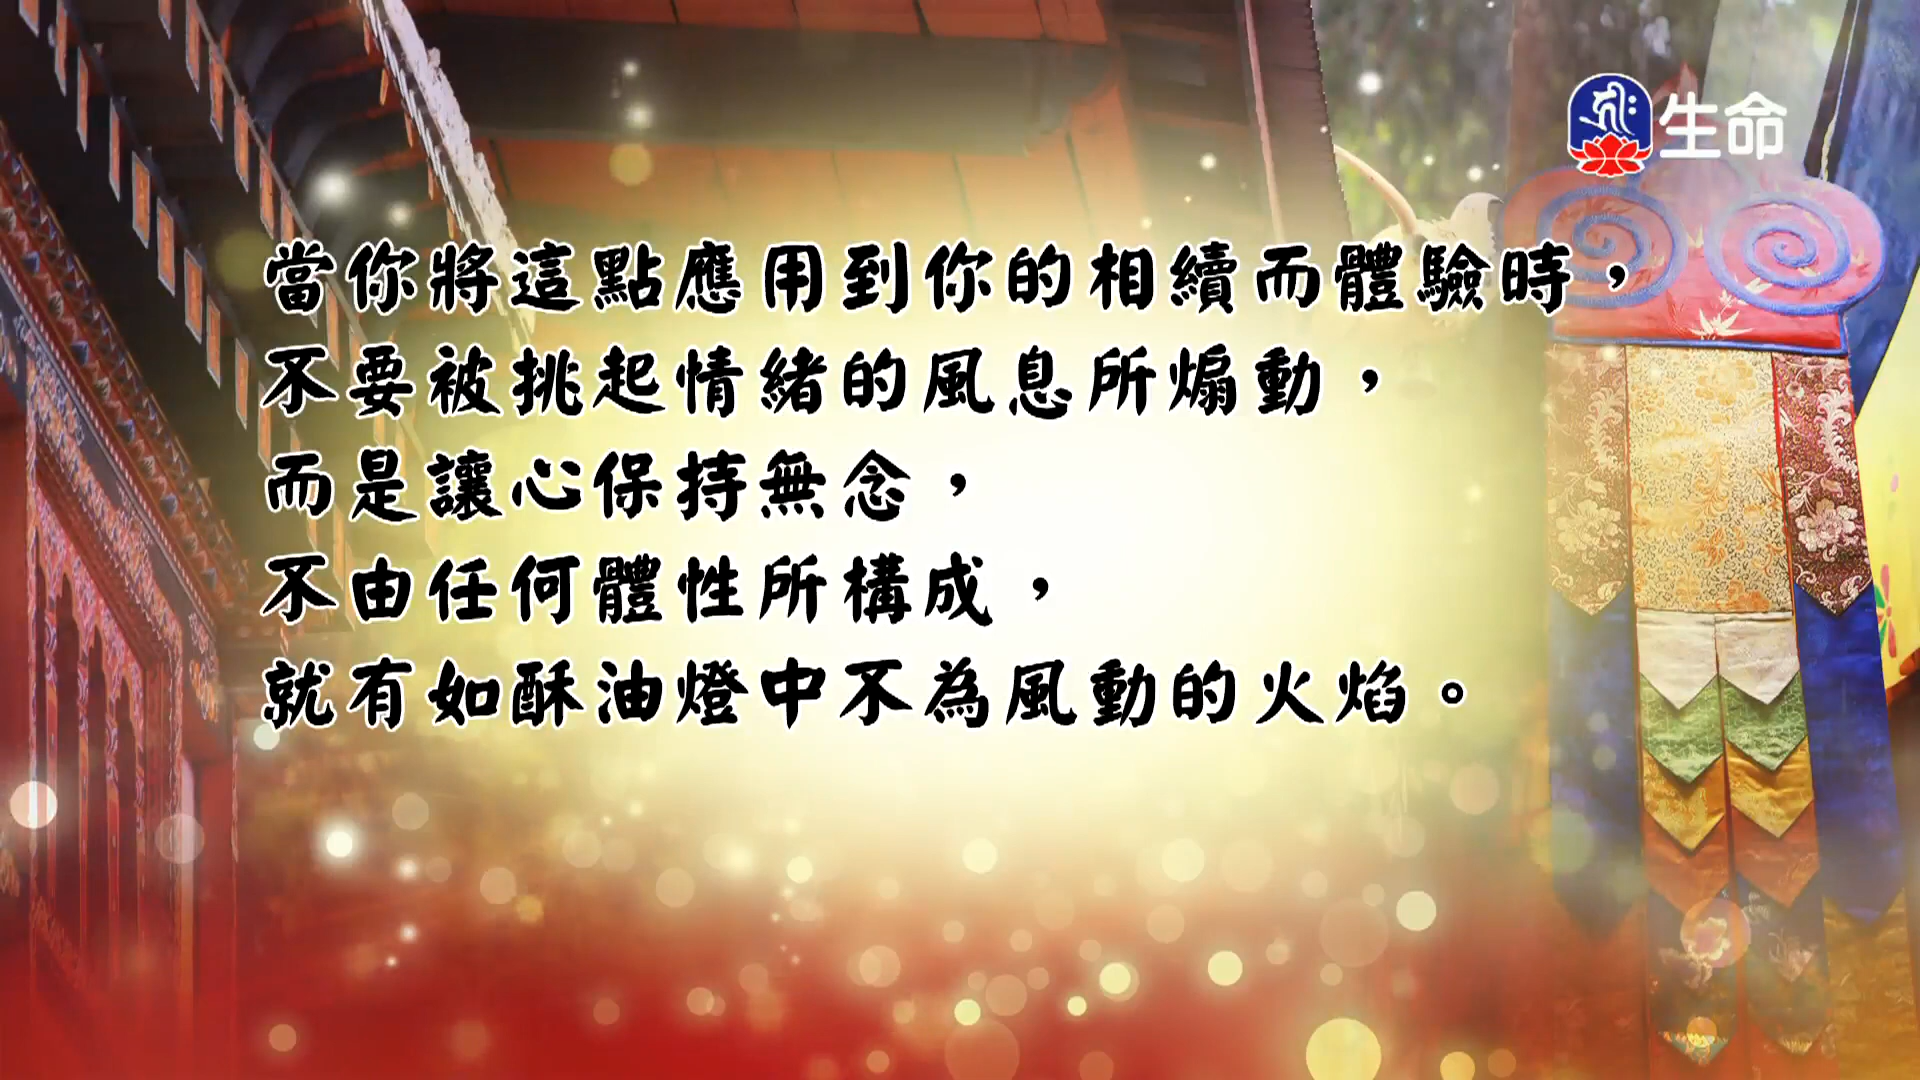 生命
當你將這點應用到你的相續而體驗時，
不要被挑起情緒的風息所煽動，
而是讓心保持無念，
不由任何體性所構成，
就有如酥油燈中不為風動的火焰。